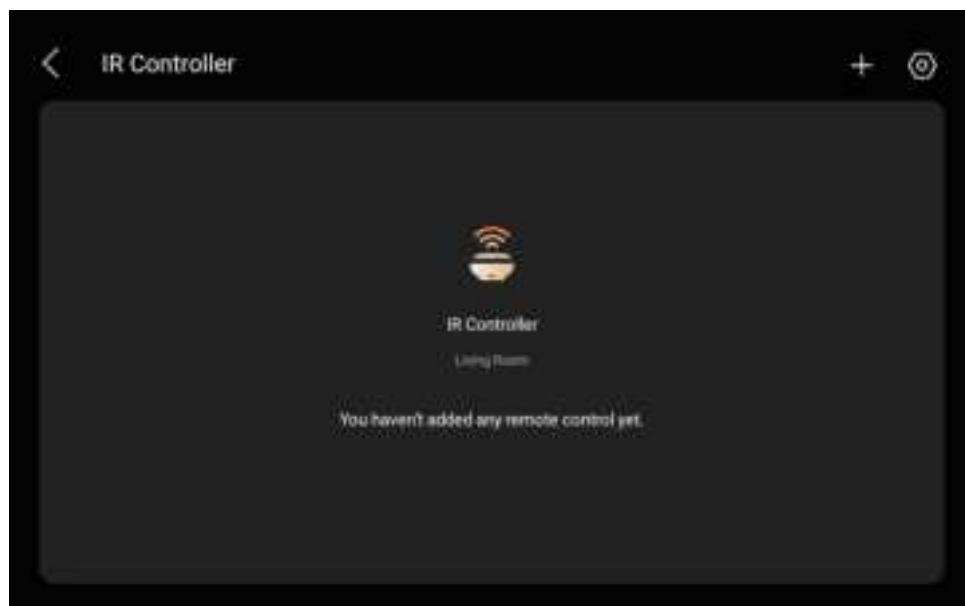 IR Controller
IR Controller
Living Room
You haven't added any remote control yet.